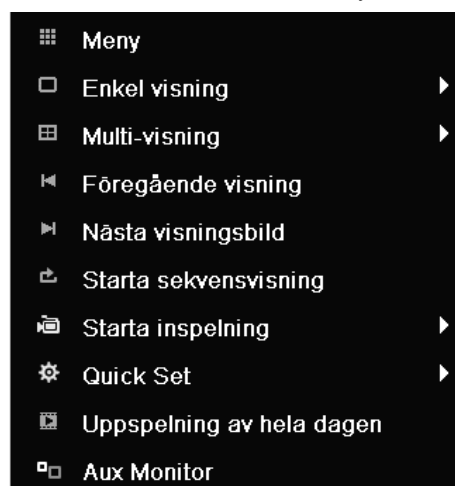 Meny
Enkel visning
Multi-visning
Föregående visning
Nästa visningsbild
Starta sekvensvisning
Starta inspelning
Quick Set
Uppspelning av hela dagen
Aux Monitor